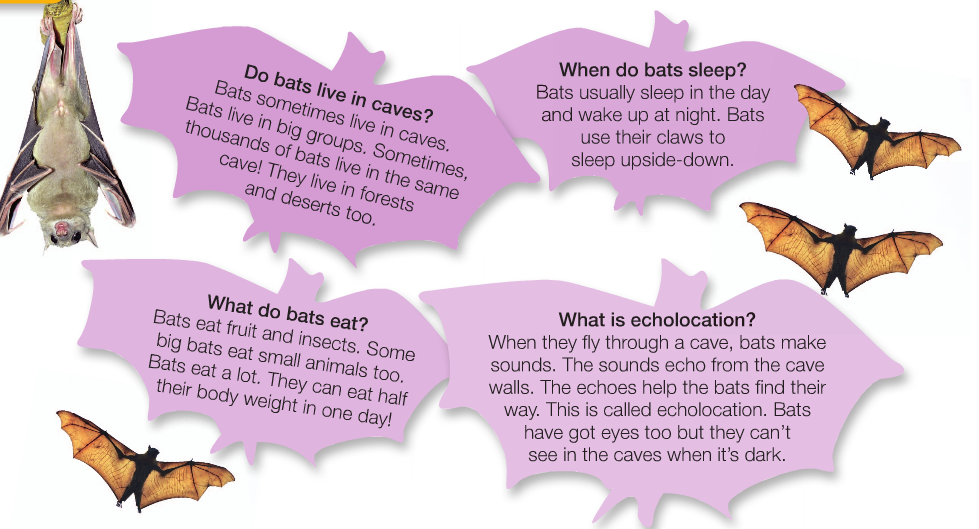 Do bats live in caves?
Bats sometimes live in caves.
Bats live in big groups. Sometimes,
thousands of bats live in the same
cave! They live in forests
and deserts too.
When do bats sleep?
Bats usually sleep in the day
and wake up at night. Bats
use their claws to
sleep upside-down.
What do bats eat?
Bats eat fruit and insects. Some
big bats eat small animals too.
Bats eat a lot. They can eat half
their body weight in one day!
What is echolocation?
When they fly through a cave, bats make
sounds. The sounds echo from the cave
walls. The echoes help the bats find their
way. This is called echolocation. Bats
have got eyes too but they can't
see in the caves when it's dark.